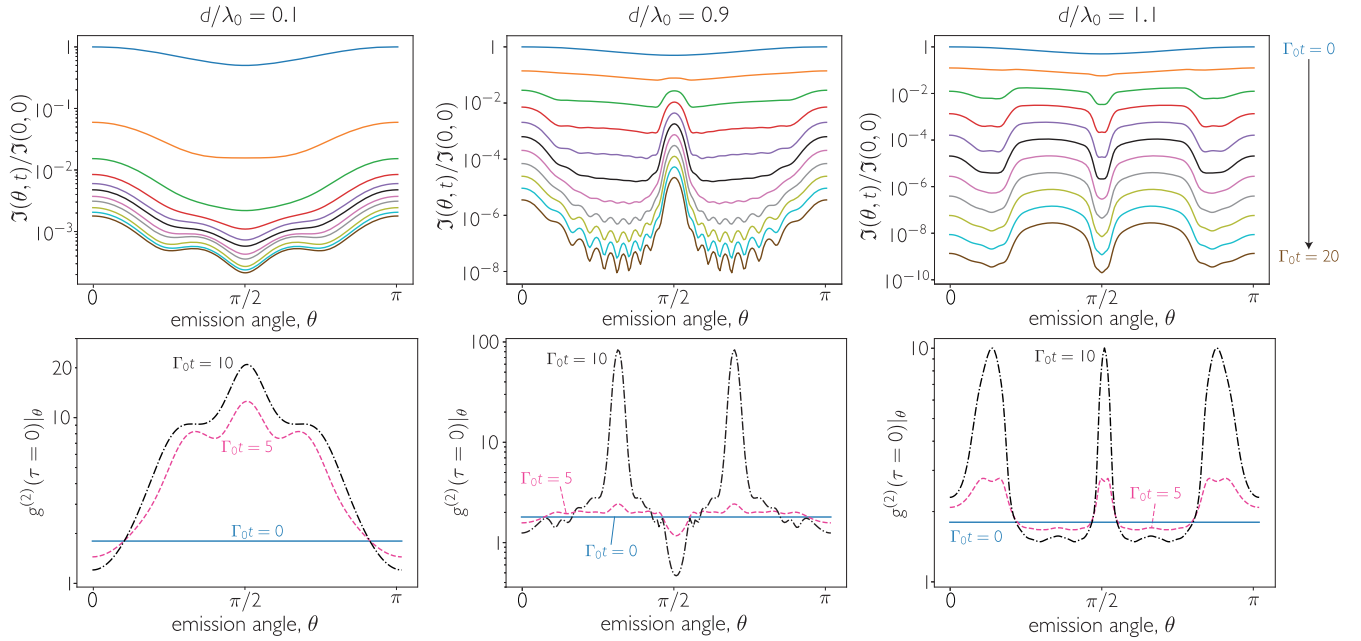 d/λ₀ = 0.1
d/λ₀ = 0.9
d/λ₀ = 1.1
ℑ(θ, t)/ℑ(0, 0)
1
10⁻¹
10⁻²
10⁻³
0
π/2
π
emission angle, θ
ℑ(θ, t)/ℑ(0, 0)
1
10⁻²
10⁻⁴
10⁻⁶
10⁻⁸
0
π/2
π
emission angle, θ
ℑ(θ, t)/ℑ(0, 0)
1
10⁻²
10⁻⁴
10⁻⁶
10⁻⁸
10⁻¹⁰
0
π/2
π
emission angle, θ
Γ₀t = 0
Γ₀t = 20
g⁽²⁾(τ = 0)|θ
20
10
1
Γ₀t = 10
Γ₀t = 5
Γ₀t = 0
0
π/2
π
emission angle, θ
g⁽²⁾(τ = 0)|θ
100
10
1
Γ₀t = 10
Γ₀t = 5
Γ₀t = 0
0
π/2
π
emission angle, θ
g⁽²⁾(τ = 0)|θ
10
1
Γ₀t = 10
Γ₀t = 5
Γ₀t = 0
0
π/2
π
emission angle, θ